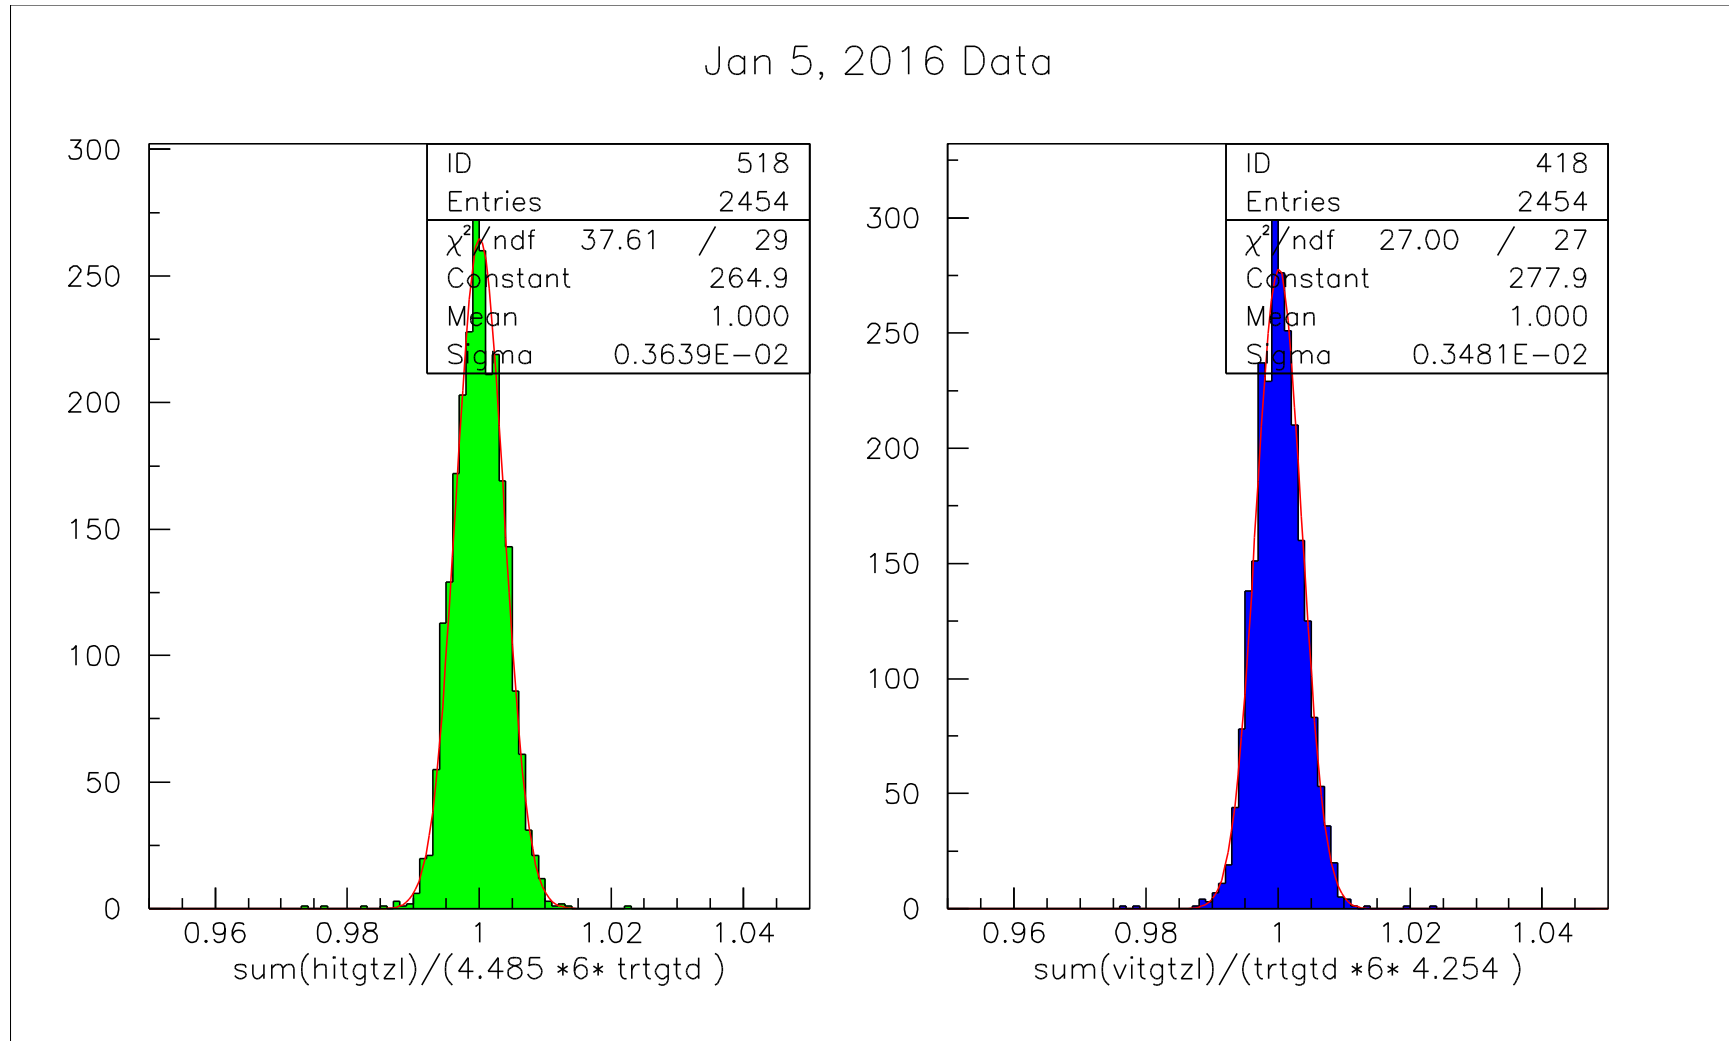 Jan 5, 2016 Data
300
250
200
150
100
50
0
0.96 0.98 1 1.02 1.04
sum(hitgtzl)/(4.485 *6* trtgtd )
ID 518
Entries 2454
χ²/ndf 37.61 / 29
Constant 264.9
Mean 1.000
Sigma 0.3639E-02
300
250
200
150
100
50
0
0.96 0.98 1 1.02 1.04
sum(vitgtzl)/(trtgtd *6* 4.254 )
ID 418
Entries 2454
χ²/ndf 27.00 / 27
Constant 277.9
Mean 1.000
Sigma 0.3481E-02